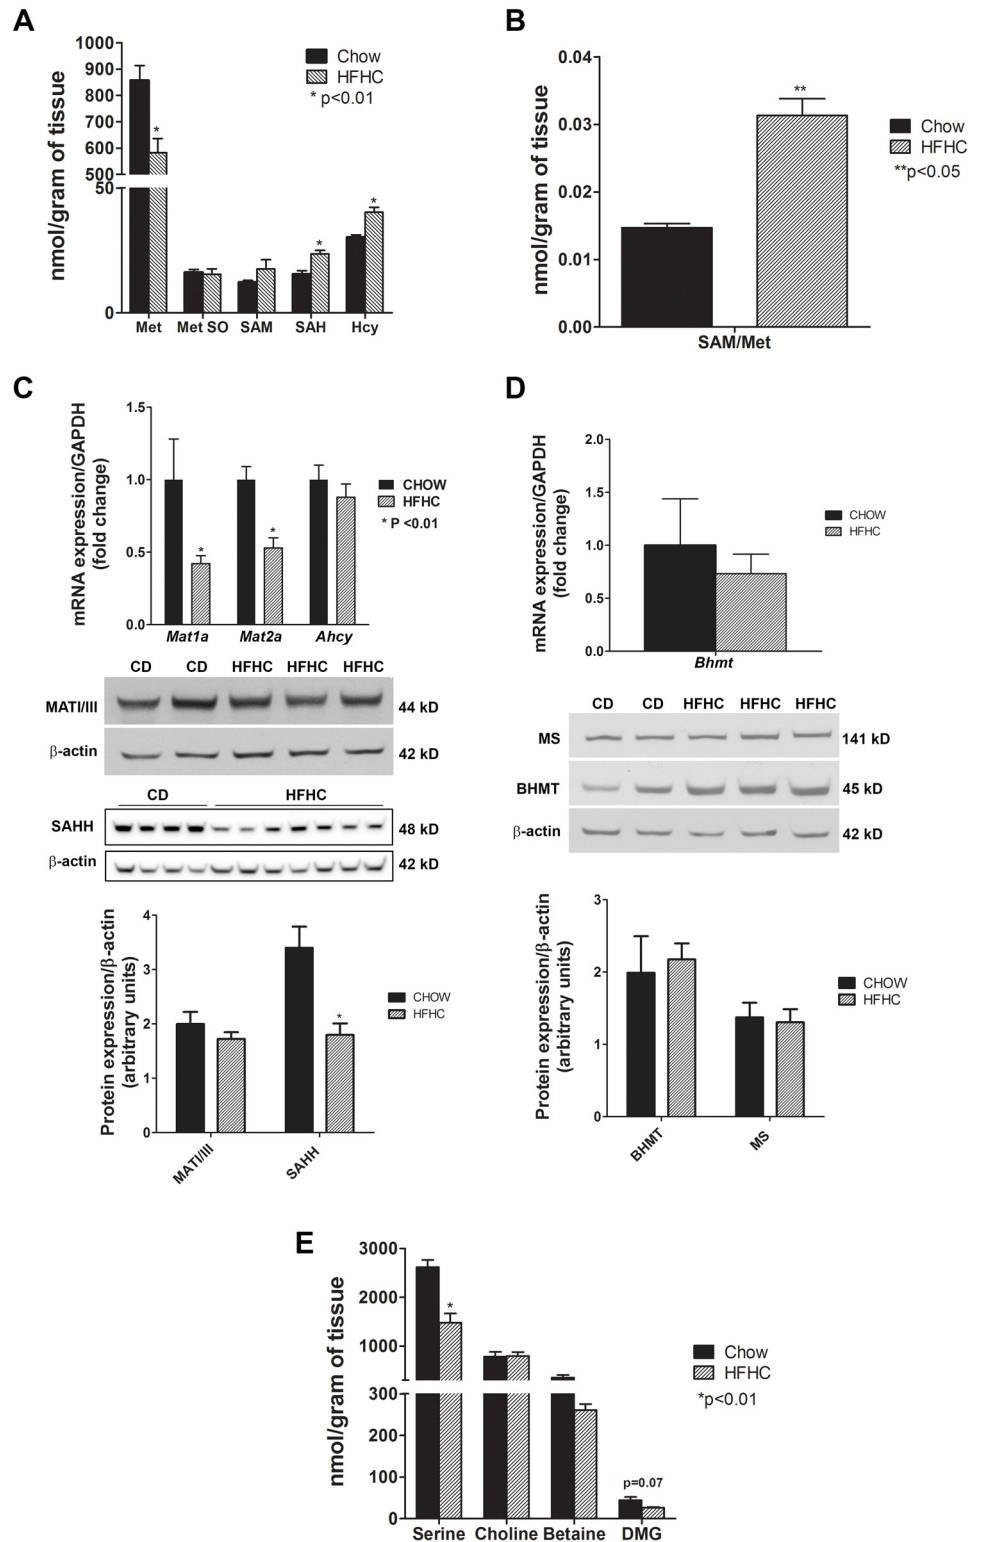 A
nmol/gram of tissue
1000
900
800
700
600
500
50
0
*
*
*
Met
Met SO
SAM
SAH
Hcy
Chow
HFHC
* p<0.01
B
nmol/gram of tissue
0.04
0.03
0.02
0.01
0.00
**
SAM/Met
Chow
HFHC
**p<0.05
C
mRNA expression/GAPDH
(fold change)
1.5
1.0
0.5
0.0
*
*
Mat1a
Mat2a
Ahcy
CHOW
HFHC
* P <0.01
CD CD HFHC HFHC HFHC
MATI/III
44 kD
β-actin
42 kD
CD HFHC
SAHH
48 kD
β-actin
42 kD
Protein expression/β-actin
(arbitrary units)
4
3
2
1
0
*
MATI/III
SAHH
CHOW
HFHC
D
mRNA expression/GAPDH
(fold change)
2.0
1.5
1.0
0.5
0.0
Bhmt
CHOW
HFHC
CD CD HFHC HFHC HFHC
MS
141 kD
BHMT
45 kD
β-actin
42 kD
Protein expression/β-actin
(arbitrary units)
3
2
1
0
BHMT
MS
CHOW
HFHC
E
nmol/gram of tissue
3000
2000
1000
300
200
100
0
*
p=0.07
Serine
Choline
Betaine
DMG
Chow
HFHC
*p<0.01